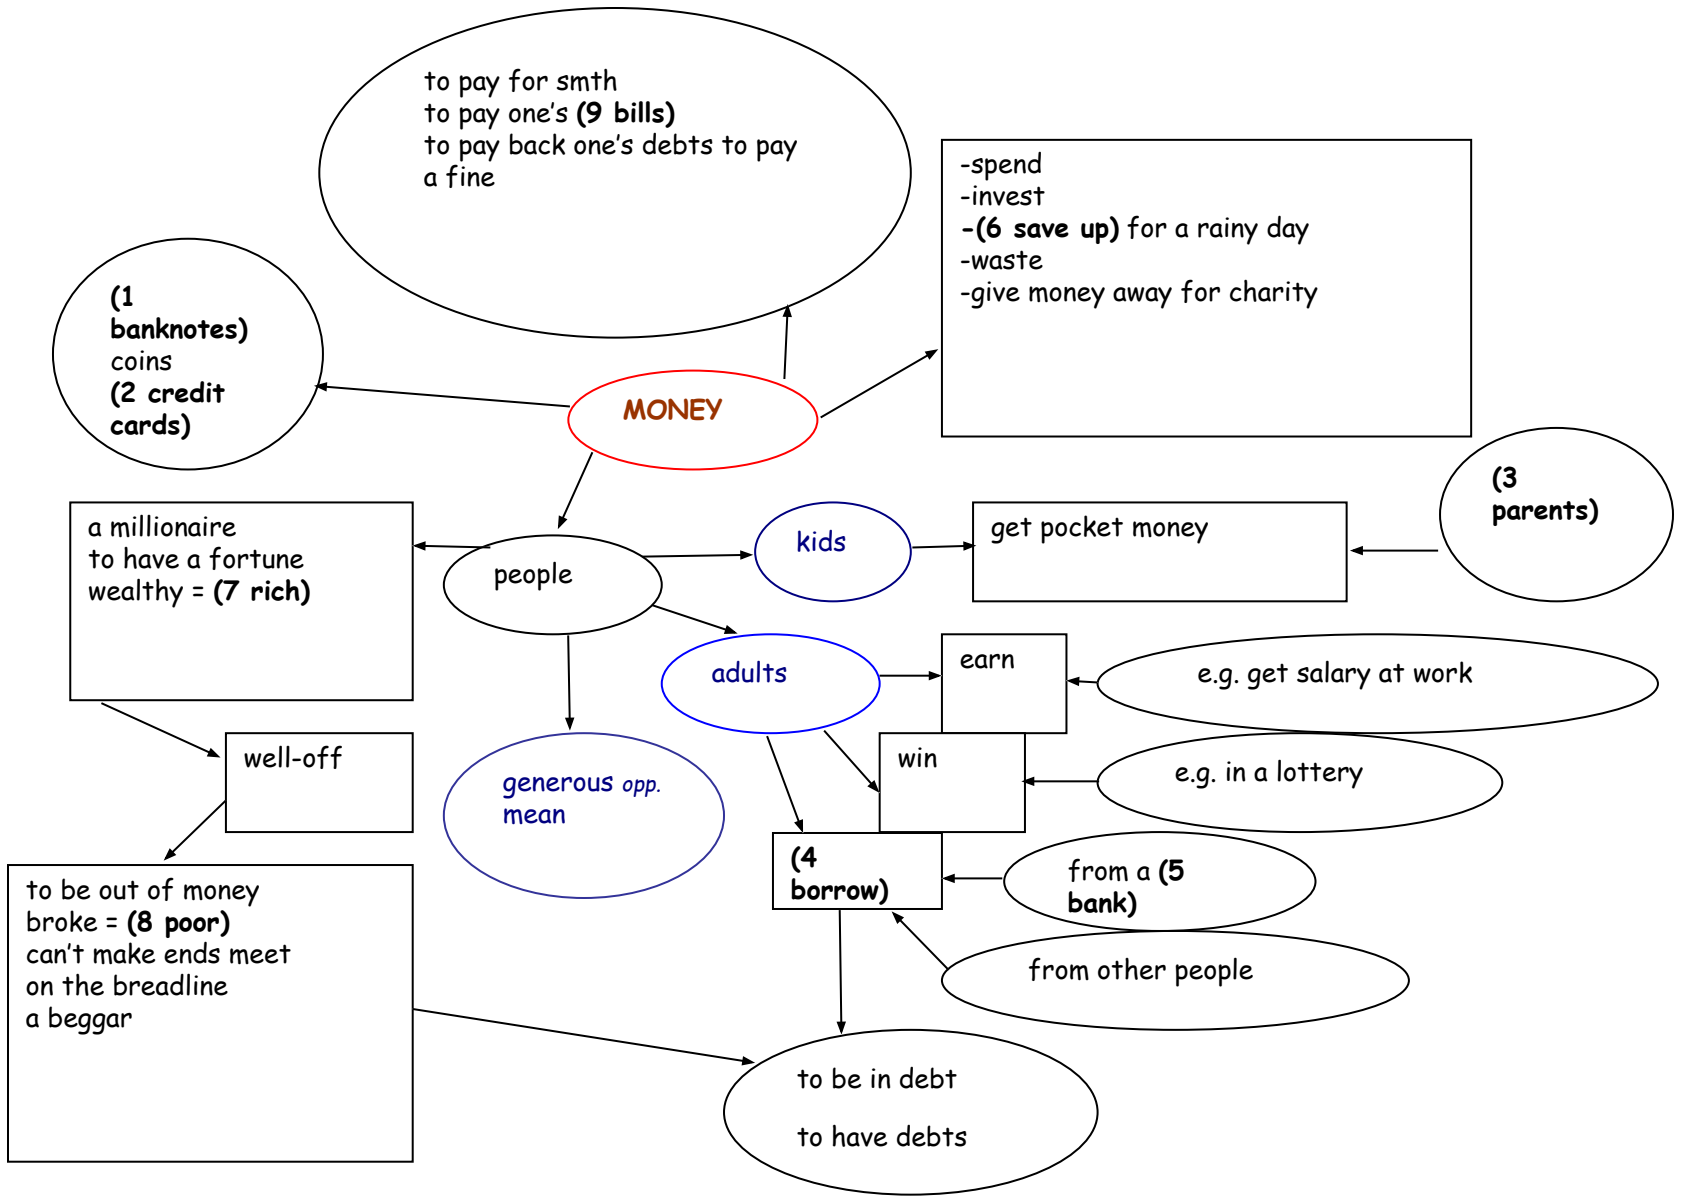 to pay for smth
to pay one's (9 bills)
to pay back one's debts to pay
a fine
-spend
-invest
-(6 save up) for a rainy day
-waste
-give money away for charity
(1
banknotes)
coins
(2 credit
cards)
MONEY
(3
parents)
a millionaire
to have a fortune
wealthy = (7 rich)
people
kids
get pocket money
adults
earn
e.g. get salary at work
well-off
generous opp.
mean
win
e.g. in a lottery
(4
borrow)
from a (5
bank)
to be out of money
broke = (8 poor)
can't make ends meet
on the breadline
a beggar
from other people
to be in debt
to have debts